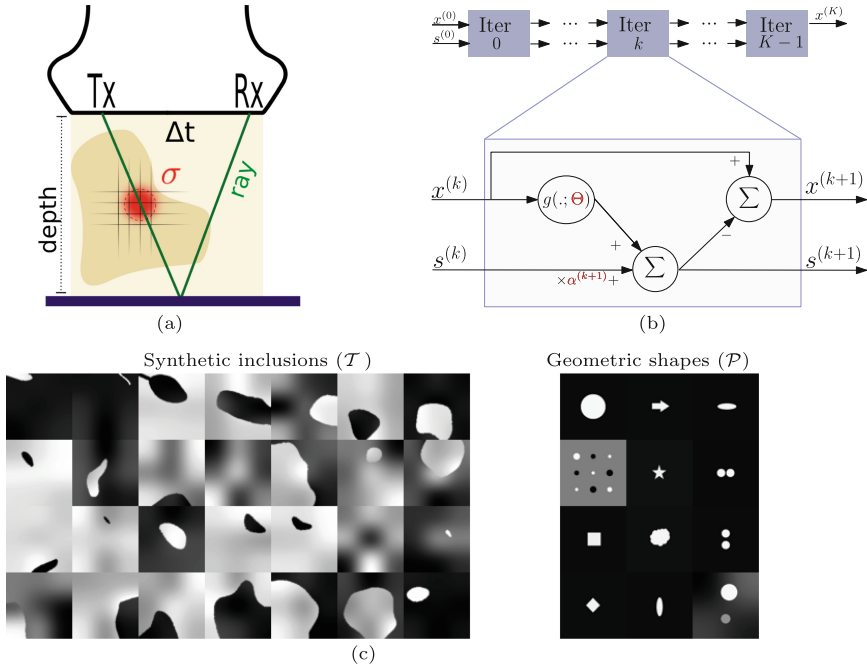 Tx Rx
Δt
σ
ray
depth
(a)
x^(0) s^(0) Iter 0 ... ... Iter k ... ... Iter K − 1 x^(K)
x^(k) g(.; Θ) + Σ x^(k+1)
+ −
s^(k) ×α^(k+1) + Σ s^(k+1)
(b)
Synthetic inclusions (𝒯)
Geometric shapes (𝒫)
(c)